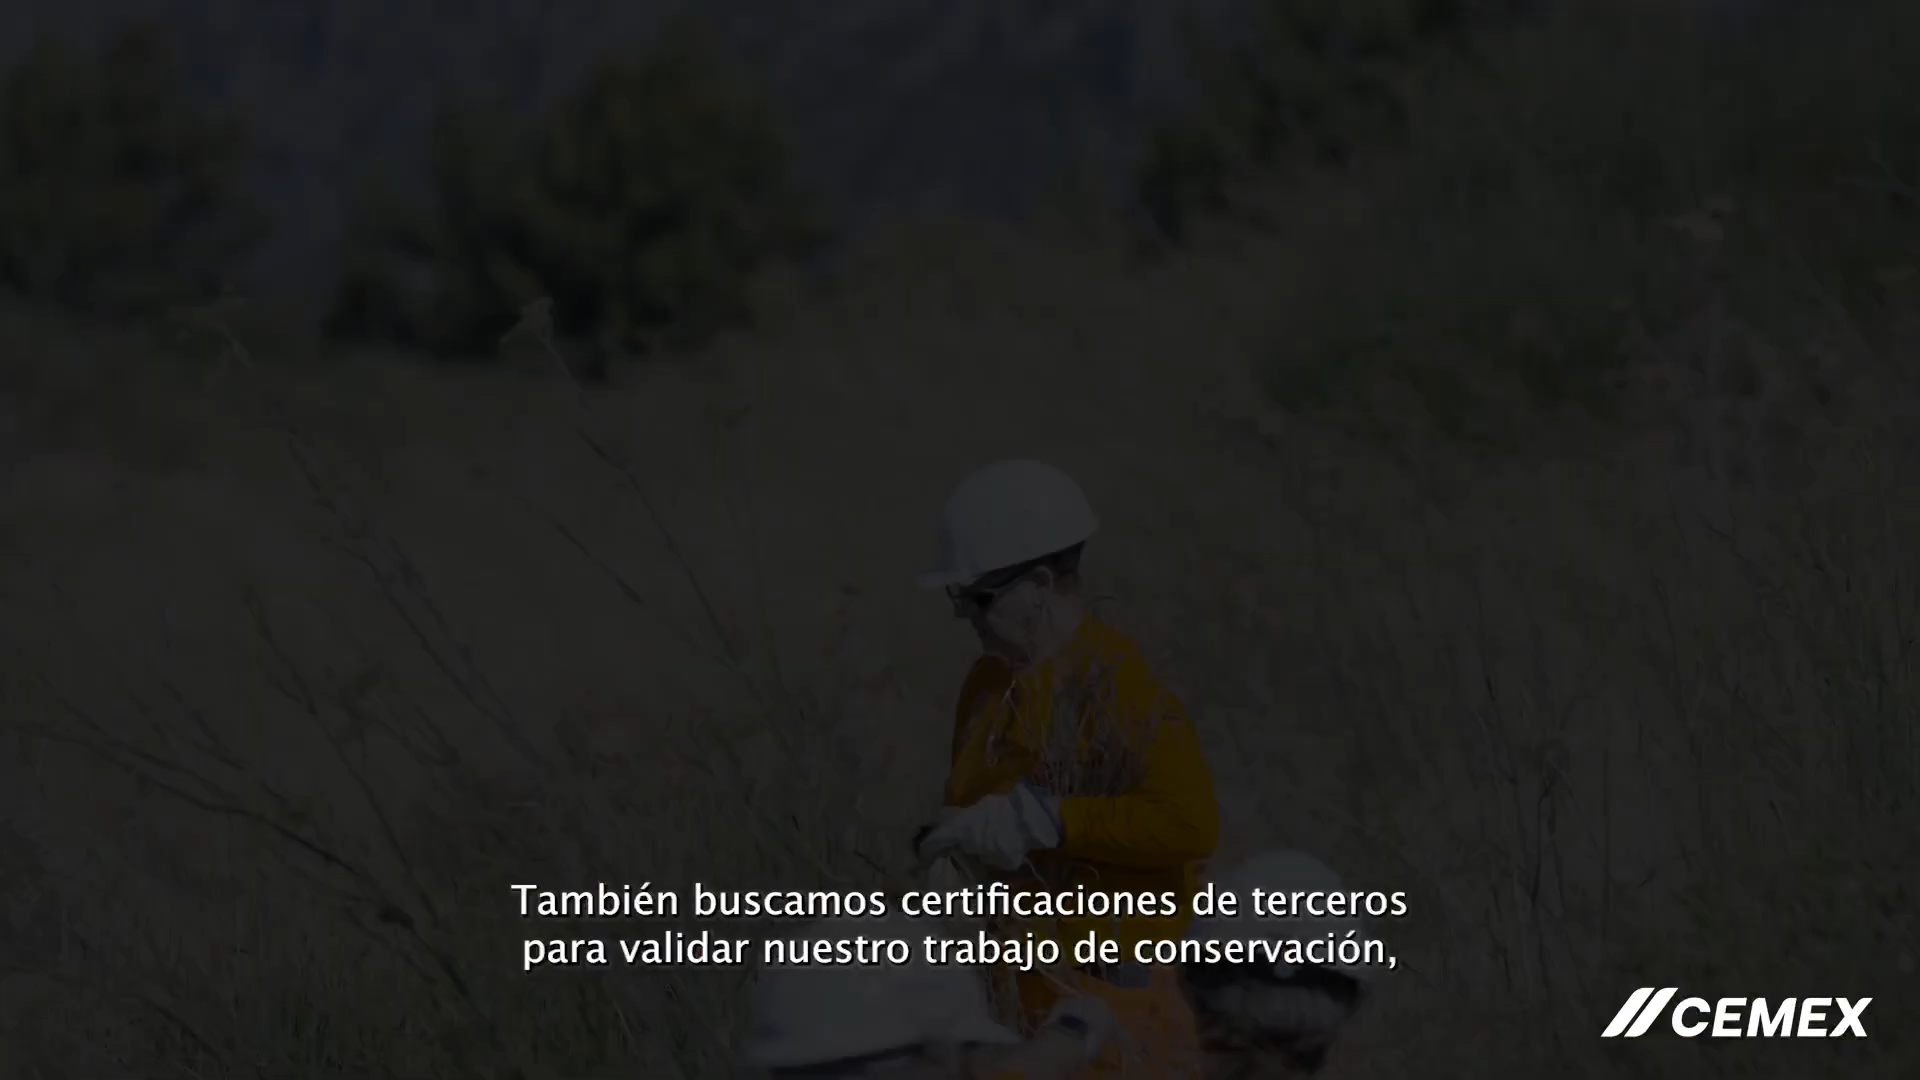 También buscamos certificaciones de terceros
para validar nuestro trabajo de conservación,
CEMEX